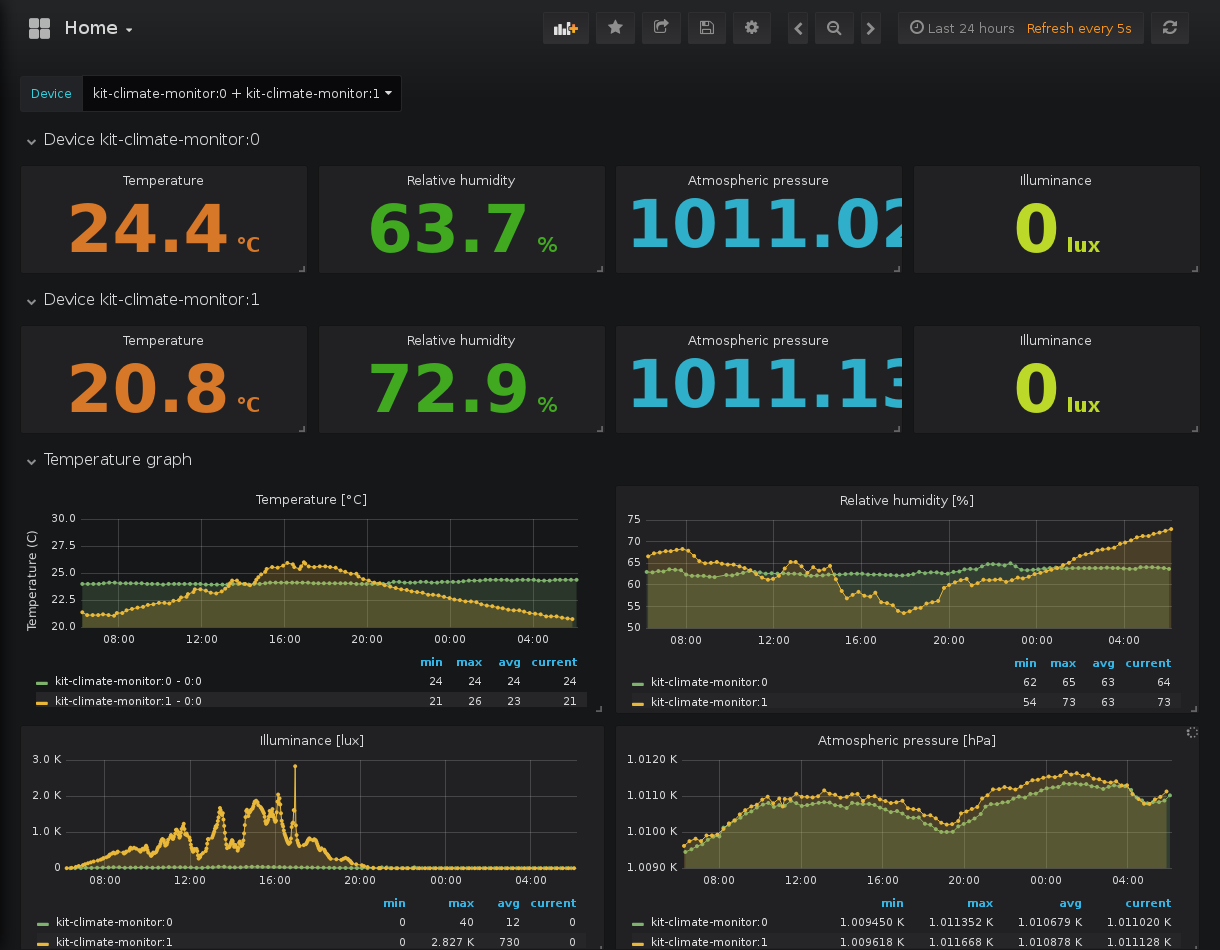 Home
Last 24 hours Refresh every 5s
Device kit-climate-monitor:0 + kit-climate-monitor:1
Device kit-climate-monitor:0
Temperature Relative humidity Atmospheric pressure Illuminance
24.4 °C 63.7 % 1011.02 0 lux
Device kit-climate-monitor:1
Temperature Relative humidity Atmospheric pressure Illuminance
20.8 °C 72.9 % 1011.13 0 lux
Temperature graph
Temperature [°C]
Temperature (C)
30.0
27.5
25.0
22.5
20.0
08:00 12:00 16:00 20:00 00:00 04:00
min max avg current
kit-climate-monitor:0 - 0:0 24 24 24 24
kit-climate-monitor:1 - 0:0 21 26 23 21
Relative humidity [%]
75
70
65
60
55
50
08:00 12:00 16:00 20:00 00:00 04:00
min max avg current
kit-climate-monitor:0 62 65 63 64
kit-climate-monitor:1 54 73 63 73
Illuminance [lux]
3.0 K
2.0 K
1.0 K
0
08:00 12:00 16:00 20:00 00:00 04:00
min max avg current
kit-climate-monitor:0 0 40 12 0
kit-climate-monitor:1 0 2.827 K 730 0
Atmospheric pressure [hPa]
1.0120 K
1.0110 K
1.0100 K
1.0090 K
08:00 12:00 16:00 20:00 00:00 04:00
min max avg current
kit-climate-monitor:0 1.009450 K 1.011352 K 1.010679 K 1.011020 K
kit-climate-monitor:1 1.009618 K 1.011668 K 1.010878 K 1.011128 K